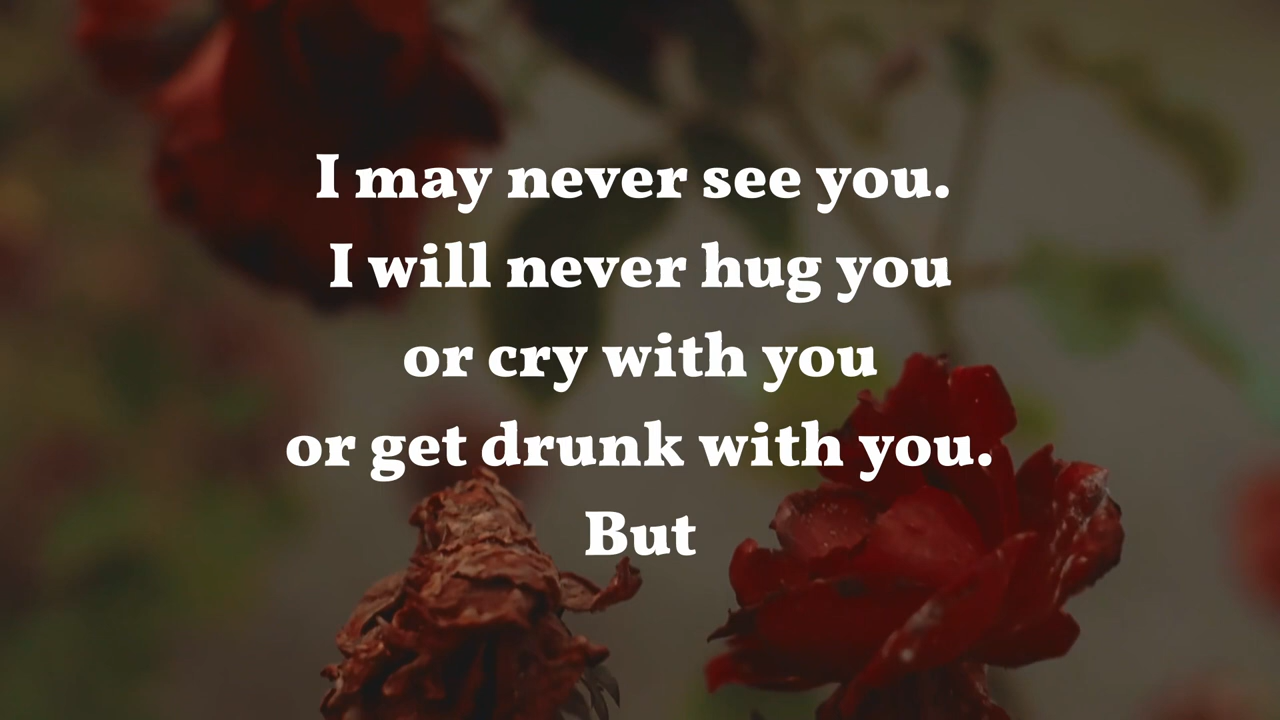 I may never see you.
I will never hug you
or cry with you
or get drunk with you.
But